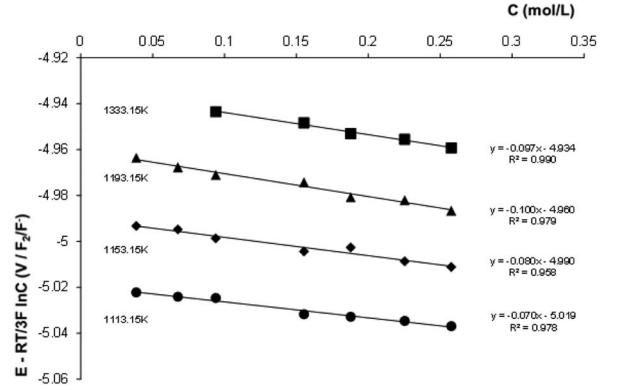 C (mol/L)
0 0.05 0.1 0.15 0.2 0.25 0.3 0.35
-4.92
-4.94
-4.96
-4.98
-5
-5.02
-5.04
-5.06
E - RT/3F lnC (V / F2/F-)
1333.15K
y = -0.097x - 4.934
R² = 0.990
1193.15K
y = -0.100x - 4.960
R² = 0.979
1153.15K
y = -0.080x - 4.990
R² = 0.958
1113.15K
y = -0.070x - 5.019
R² = 0.978